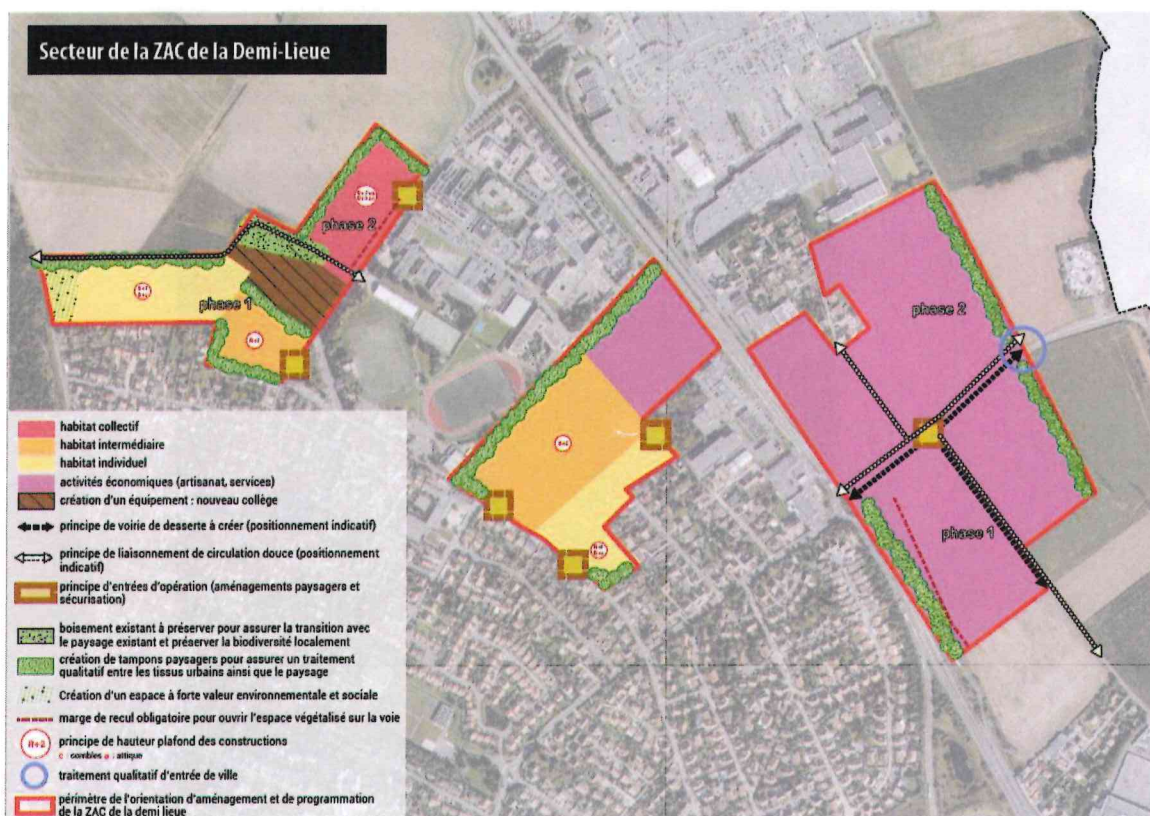 Secteur de la ZAC de la Demi-Lieue
phase 2
phase 1
phase 2
phase 1
habitat collectif
habitat intermédiaire
habitat individuel
activités économiques (artisanat, services)
création d'un équipement : nouveau collège
principe de voirie de desserte à créer (positionnement indicatif)
principe de liaisonnement de circulation douce (positionnement
indicatif)
principe d'entrées d'opération (aménagements paysagers et
sécurisation)
boisement existant à préserver pour assurer la transition avec
le paysage existant et préserver la biodiversité localement
création de tampons paysagers pour assurer un traitement
qualitatif entre les tissus urbains ainsi que le paysage
Création d'un espace à forte valeur environnementale et sociale
marge de recul obligatoire pour ouvrir l'espace végétalisé sur la voie
R+2
principe de hauteur plafond des constructions
c : combles a : attique
traitement qualitatif d'entrée de ville
périmètre de l'orientation d'aménagement et de programmation
de la ZAC de la demi lieue